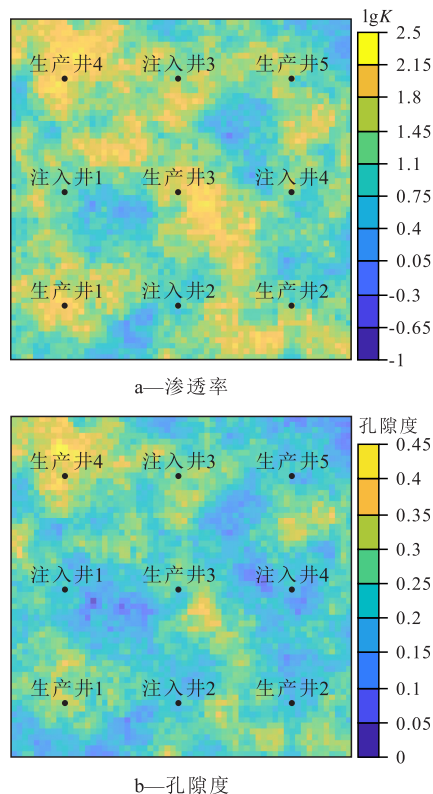 lgK
生产井4 注入井3 生产井5
注入井1 生产井3 注入井4
生产井1 注入井2 生产井2
2.5
2.15
1.8
1.45
1.1
0.75
0.4
0.05
-0.3
-0.65
-1
a—渗透率
孔隙度
生产井4 注入井3 生产井5
注入井1 生产井3 注入井4
生产井1 注入井2 生产井2
0.45
0.4
0.35
0.3
0.25
0.2
0.15
0.1
0.05
0
b—孔隙度